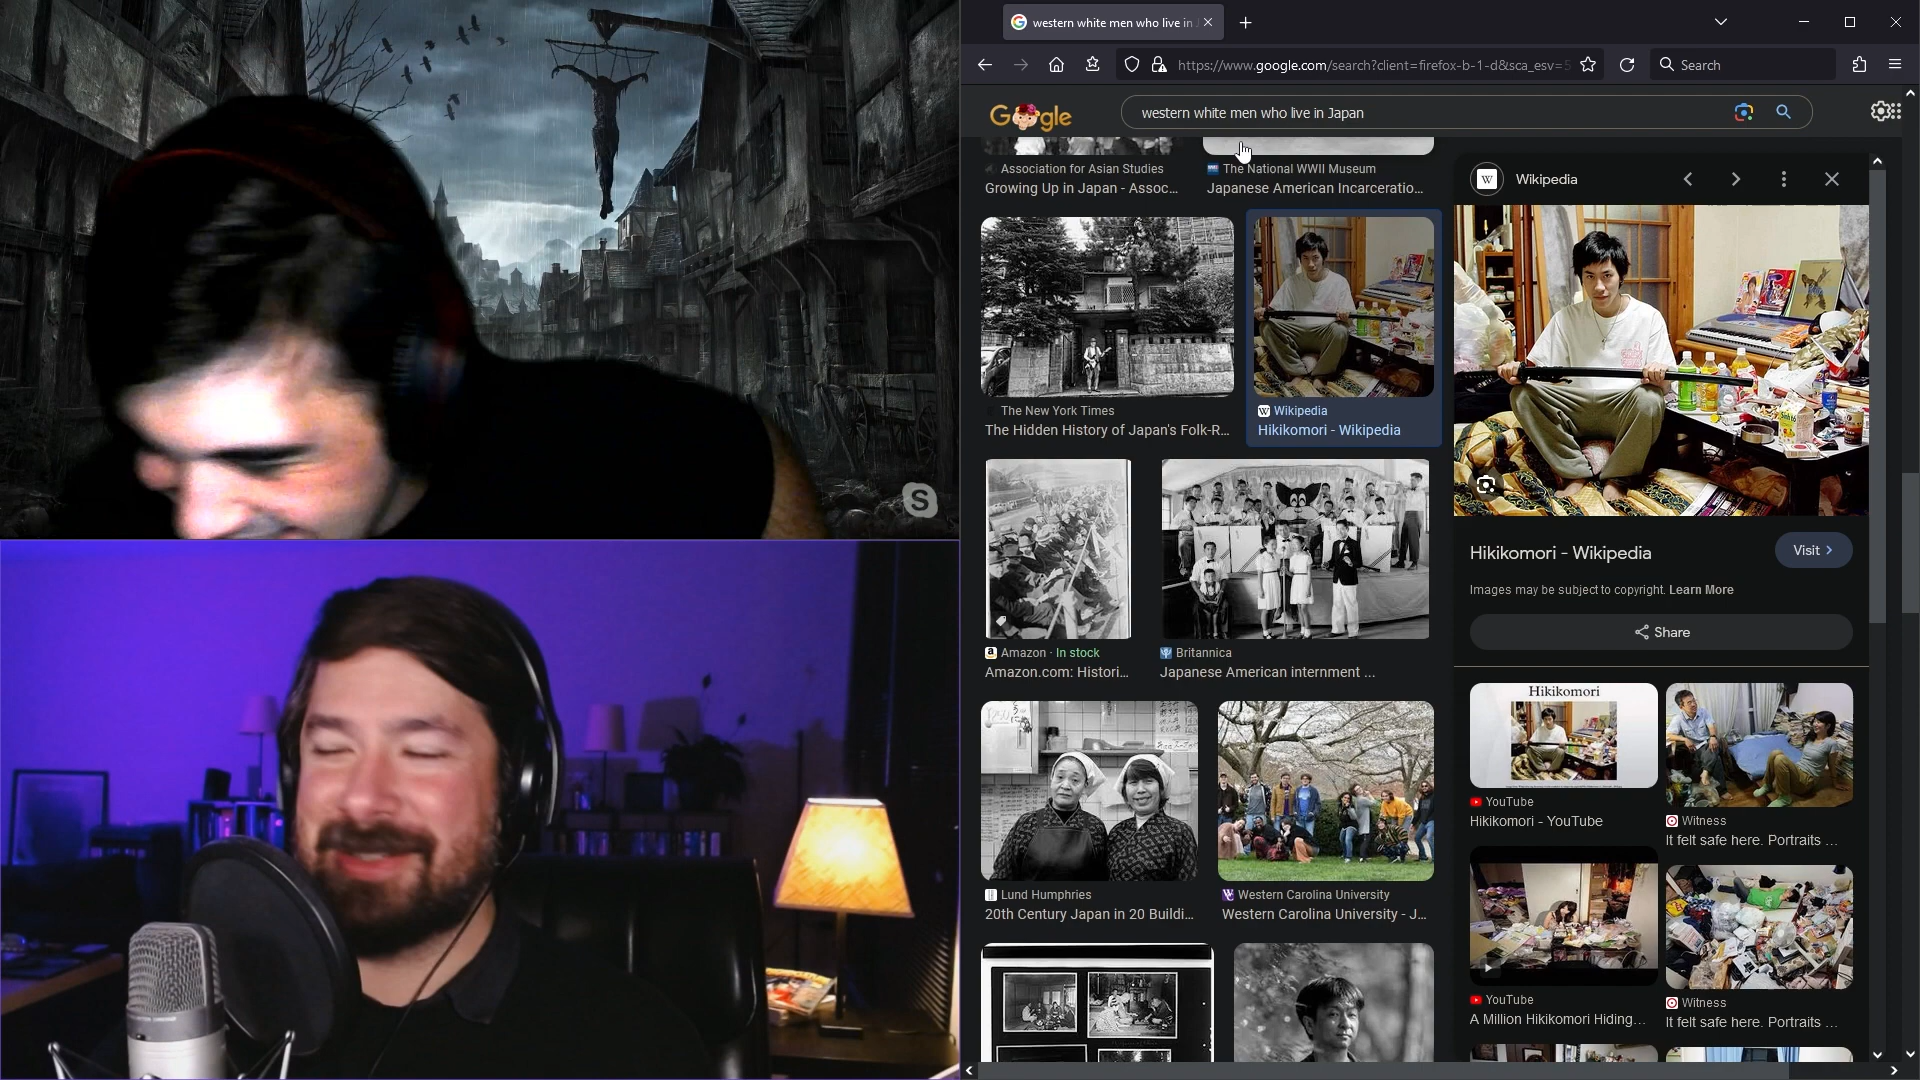 western white men who live in
https://www.google.com/search?client=firefox-b-1-d&sca_esv=5
Search
Google
western white men who live in Japan
Association for Asian Studies
Growing Up in Japan - Assoc...
The National WWII Museum
Japanese American Incarceratio...
The New York Times
The Hidden History of Japan's Folk-R...
W Wikipedia
Hikikomori - Wikipedia
Amazon · In stock
Amazon.com: Histori...
Britannica
Japanese American internment ...
Lund Humphries
20th Century Japan in 20 Buildi...
Western Carolina University
Western Carolina University - J...
W Wikipedia
Hikikomori - Wikipedia
Visit
Images may be subject to copyright. Learn More
Share
Hikikomori
YouTube
Hikikomori - YouTube
Witness
It felt safe here. Portraits ...
YouTube
A Million Hikikomori Hiding...
Witness
It felt safe here. Portraits ...
S